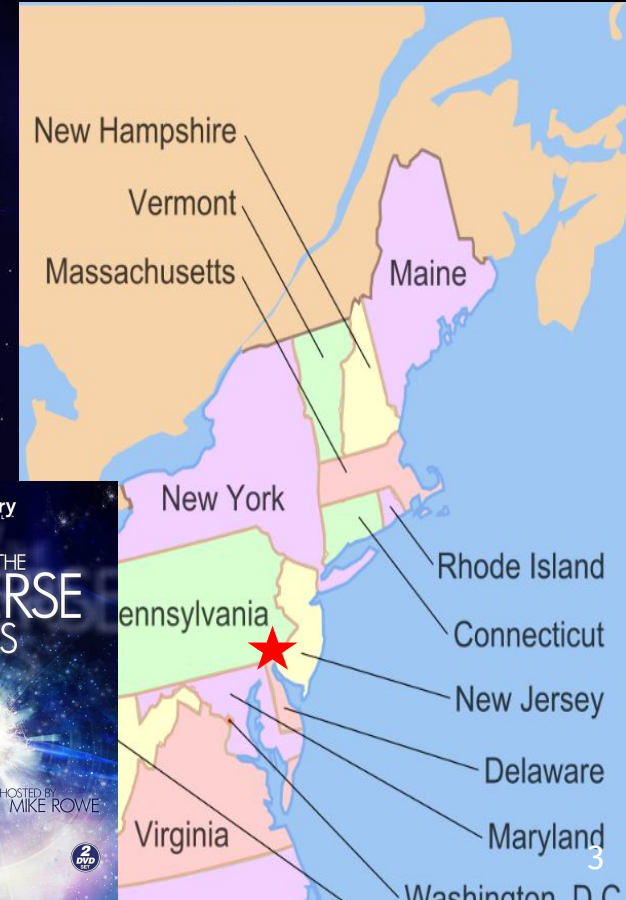 New Hampshire
Vermont
Massachusetts
Maine
New York
ennsylvania
Rhode Island
Connecticut
New Jersey
Delaware
Maryland
Virginia
Washington, D.C
3
ry
THE
RSE
S
HOSTED BY
MIKE ROWE
2
DVD
SET